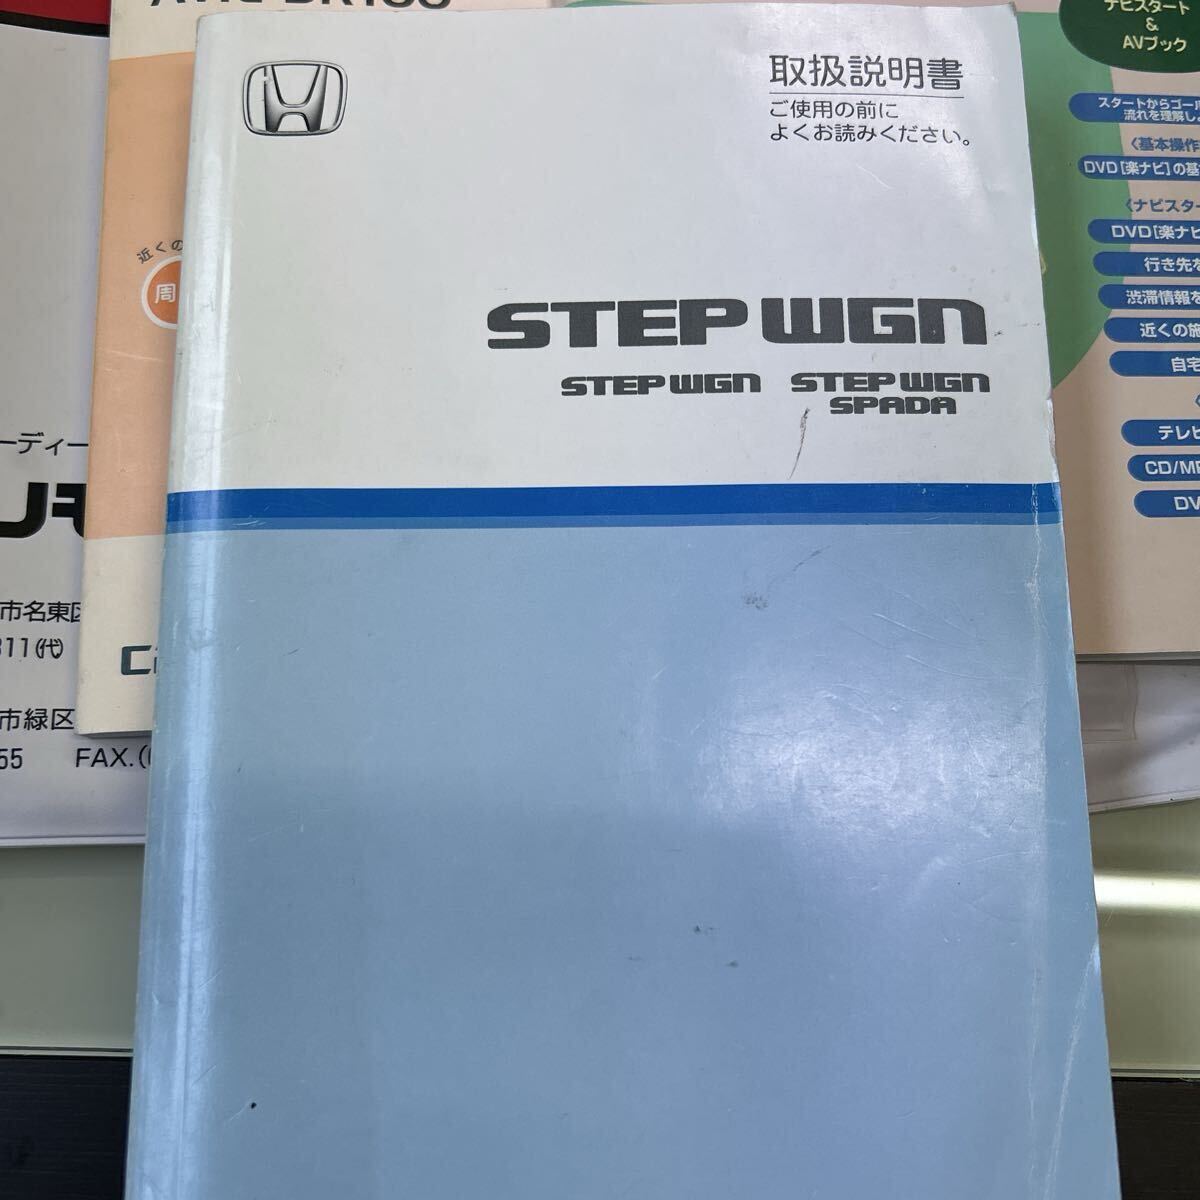 取扱説明書
ご使用の前に
よくお読みください。
STEP WGN
STEP WGN
STEP WGN
SPADA
近くの
周
ーディー
市名東区
311(代)
市緑区
55 FAX.(
ナビスタート
&
AVブック
スタートからゴー
流れを理解し
〈基本操作
DVD[楽ナビ]の基
〈ナビスター
DVD[楽ナビ
行き先を
渋滞情報を
近くの施
自宅
テレビ
CD/MP
DV